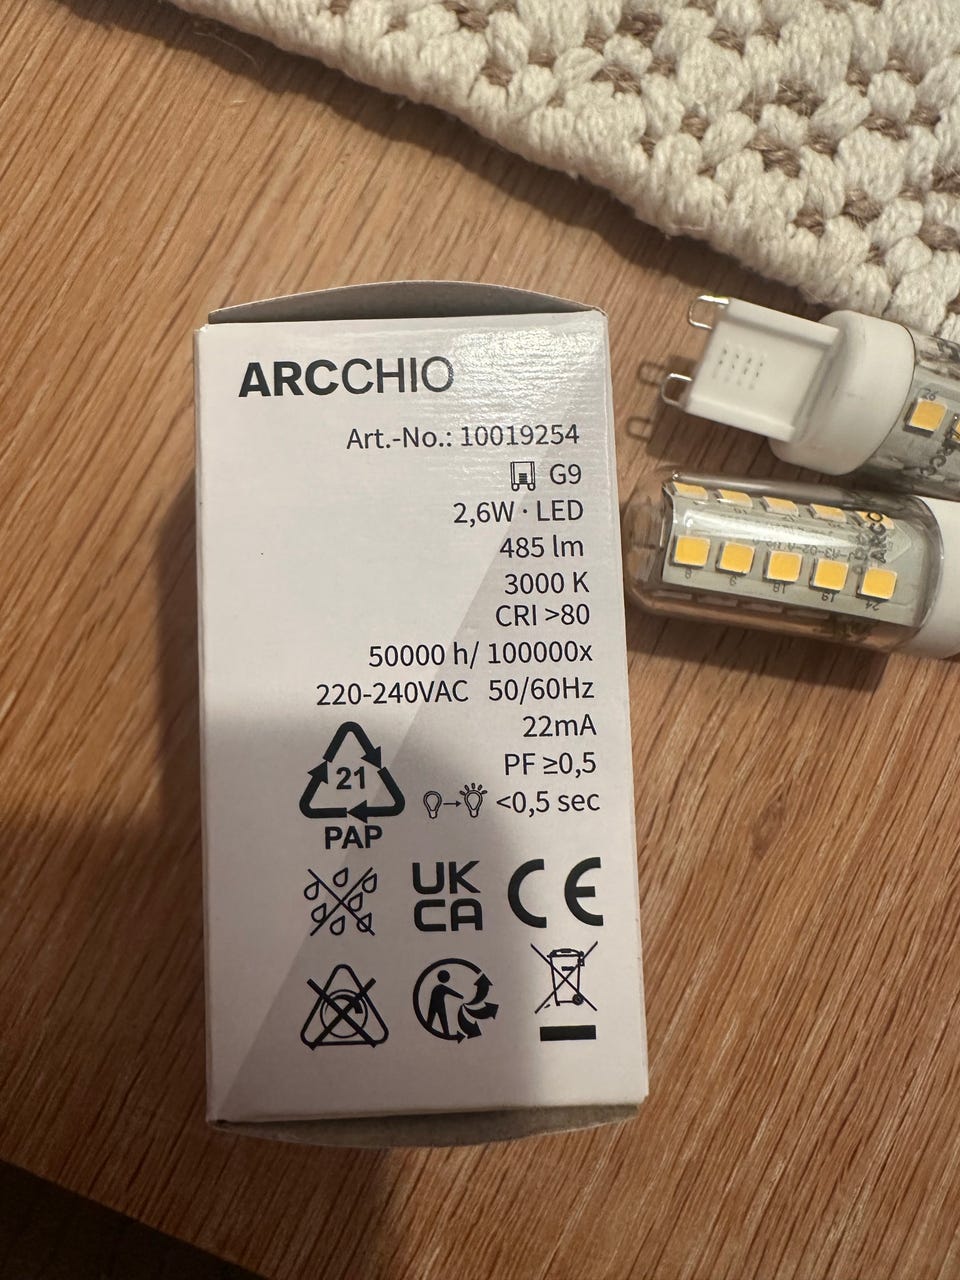 ARCCHIO
Art.-No.: 10019254
G9
2,6W · LED
485 lm
3000 K
CRI >80
50000 h/ 100000x
220-240VAC 50/60Hz
22mA
PF ≥0,5
<0,5 sec
21
PAP
UK
CA
CE